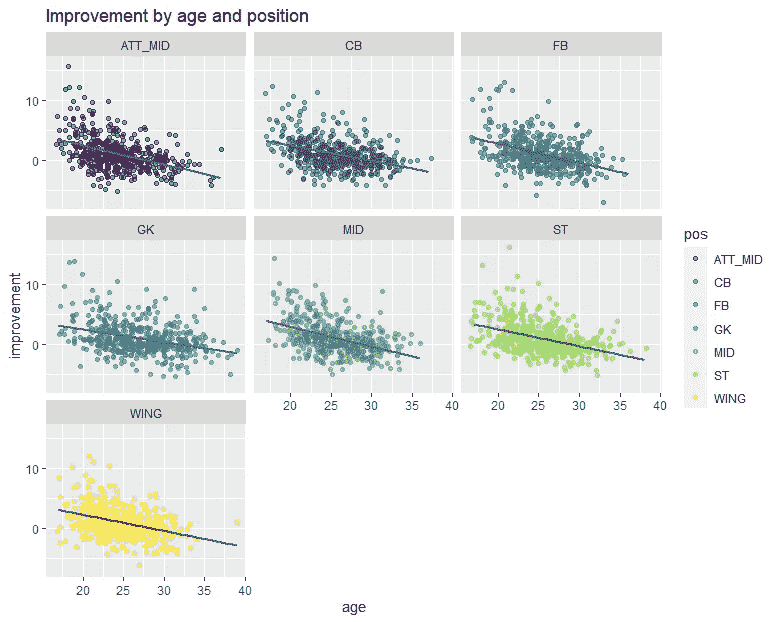 Improvement by age and position
ATT_MID CB FB
10
0
GK MID ST
10
0
20 25 30 35 40 20 25 30 35 40
WING
10
0
20 25 30 35 40
improvement
age
pos
ATT_MID
CB
FB
GK
MID
ST
WING